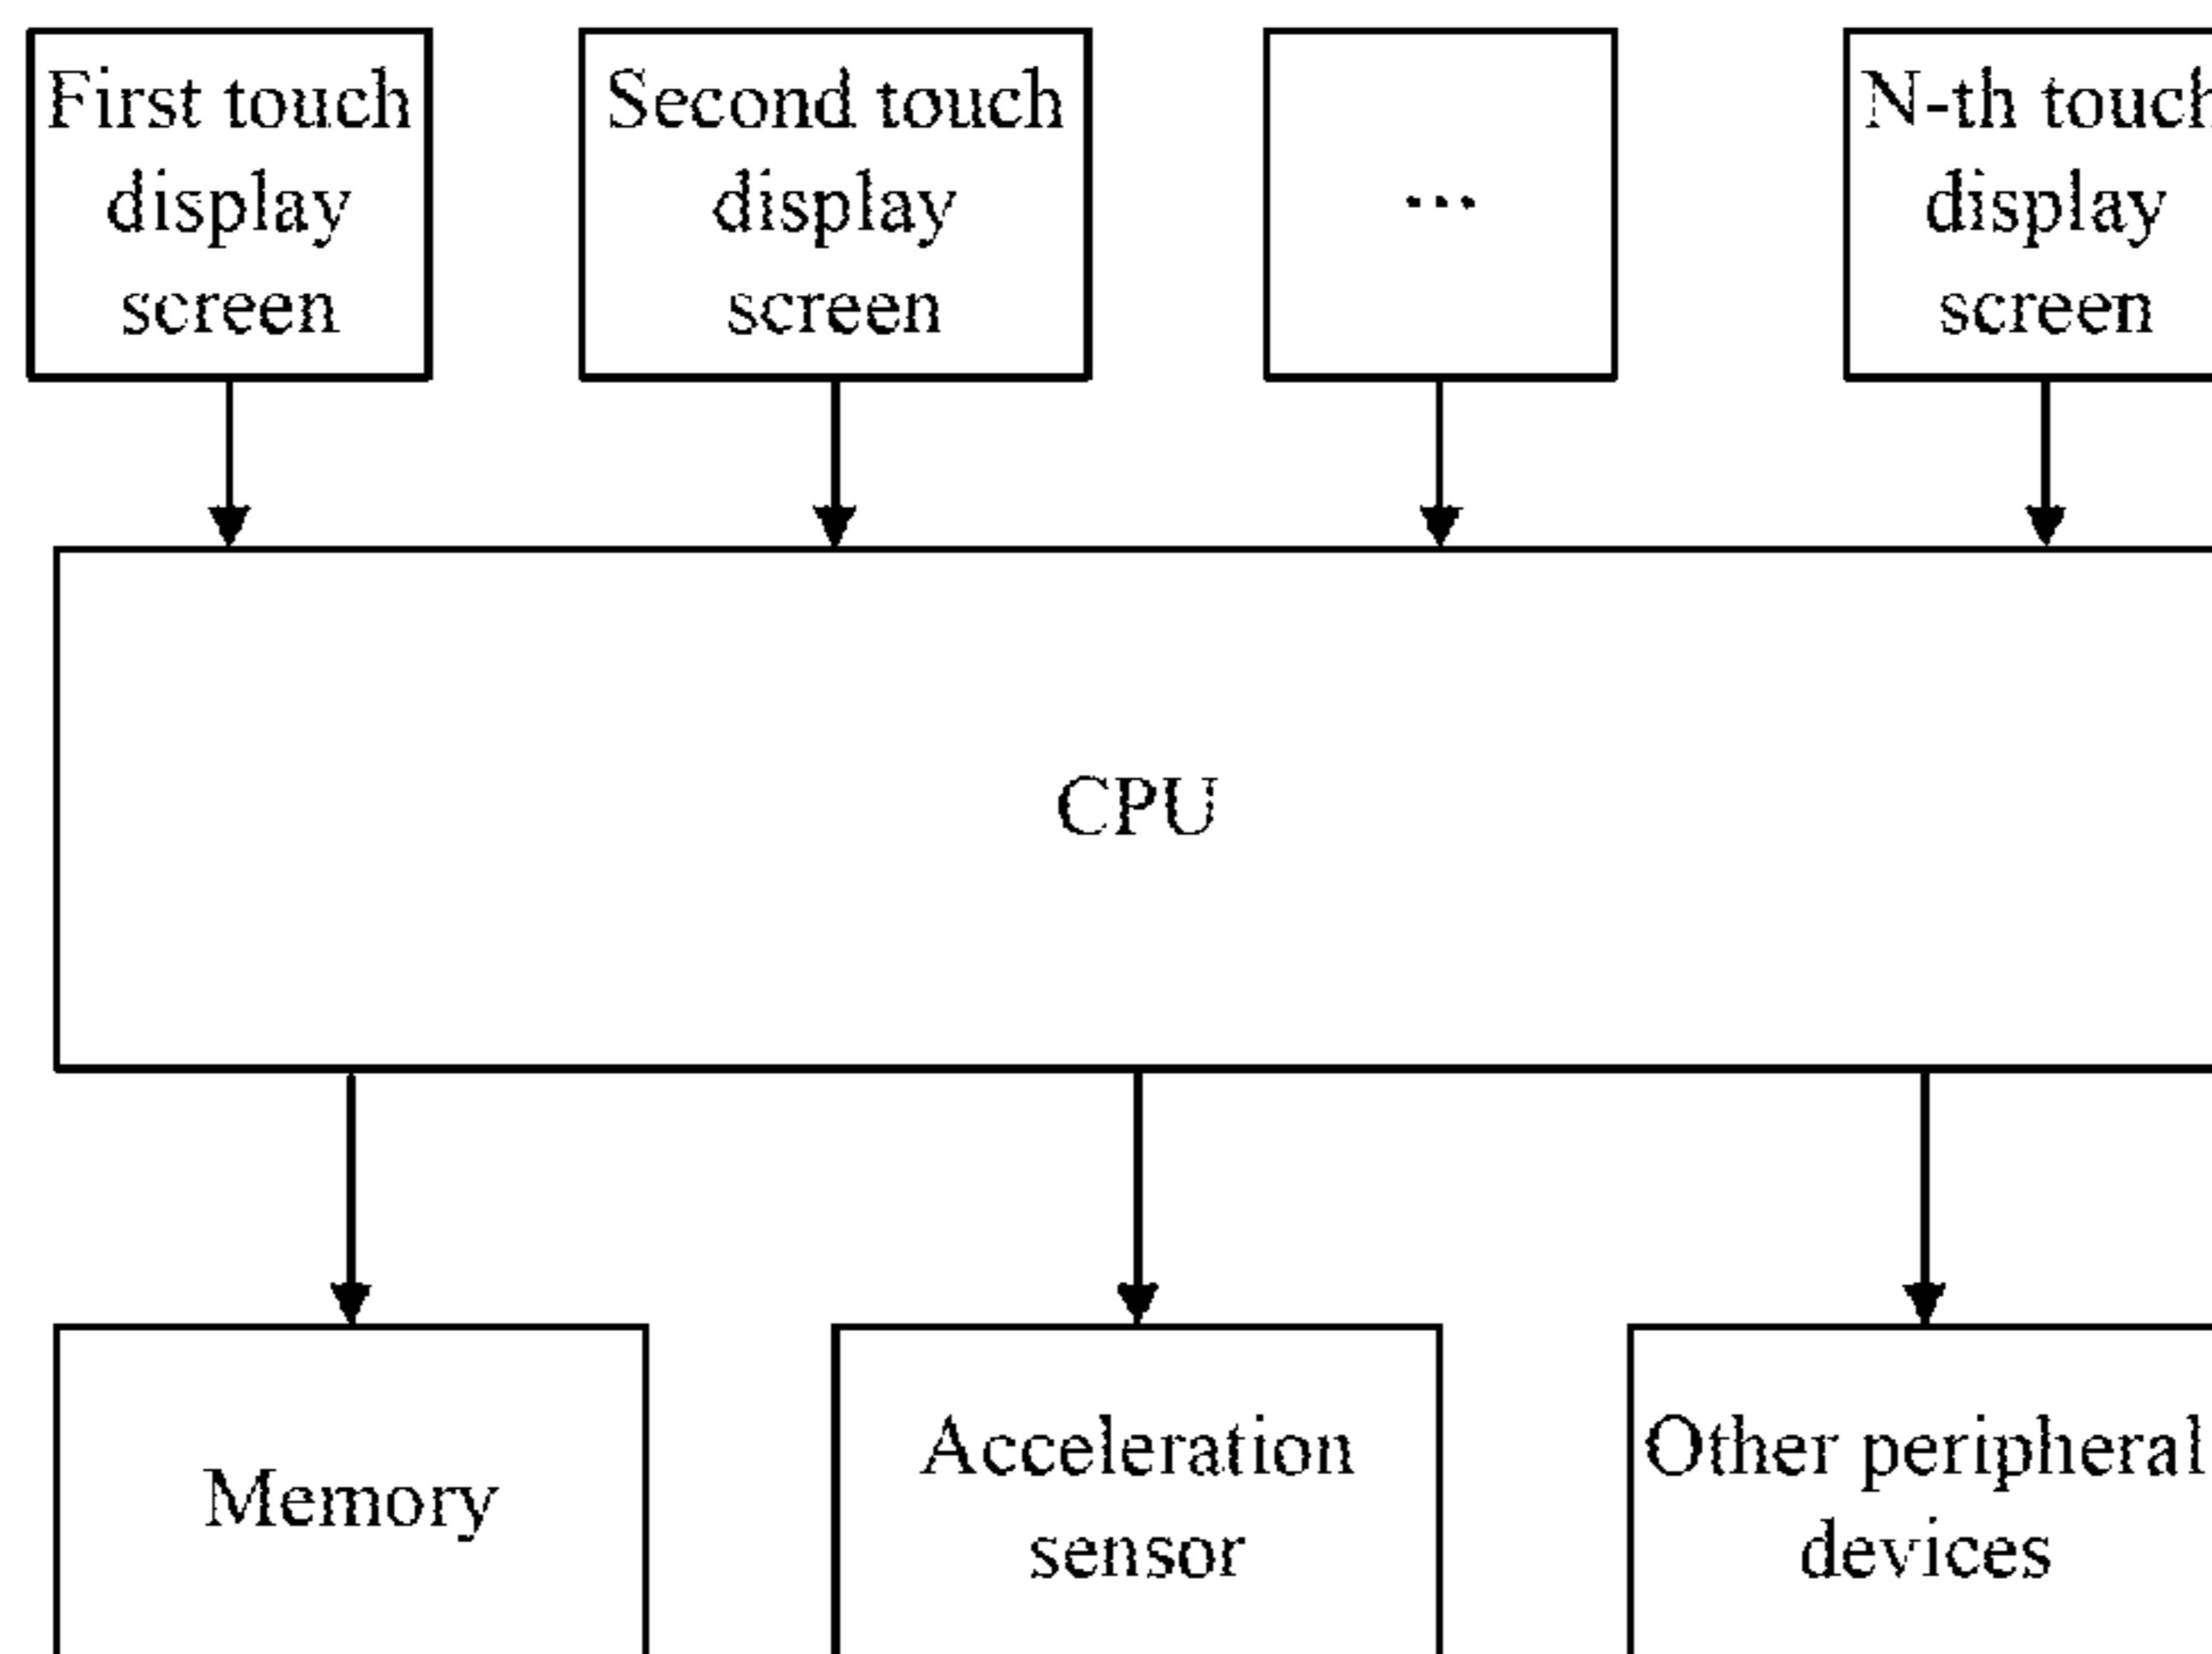 First touch
display
screen
Second touch
display
screen
...
N-th touch
display
screen
CPU
Memory
Acceleration
sensor
Other peripheral
devices